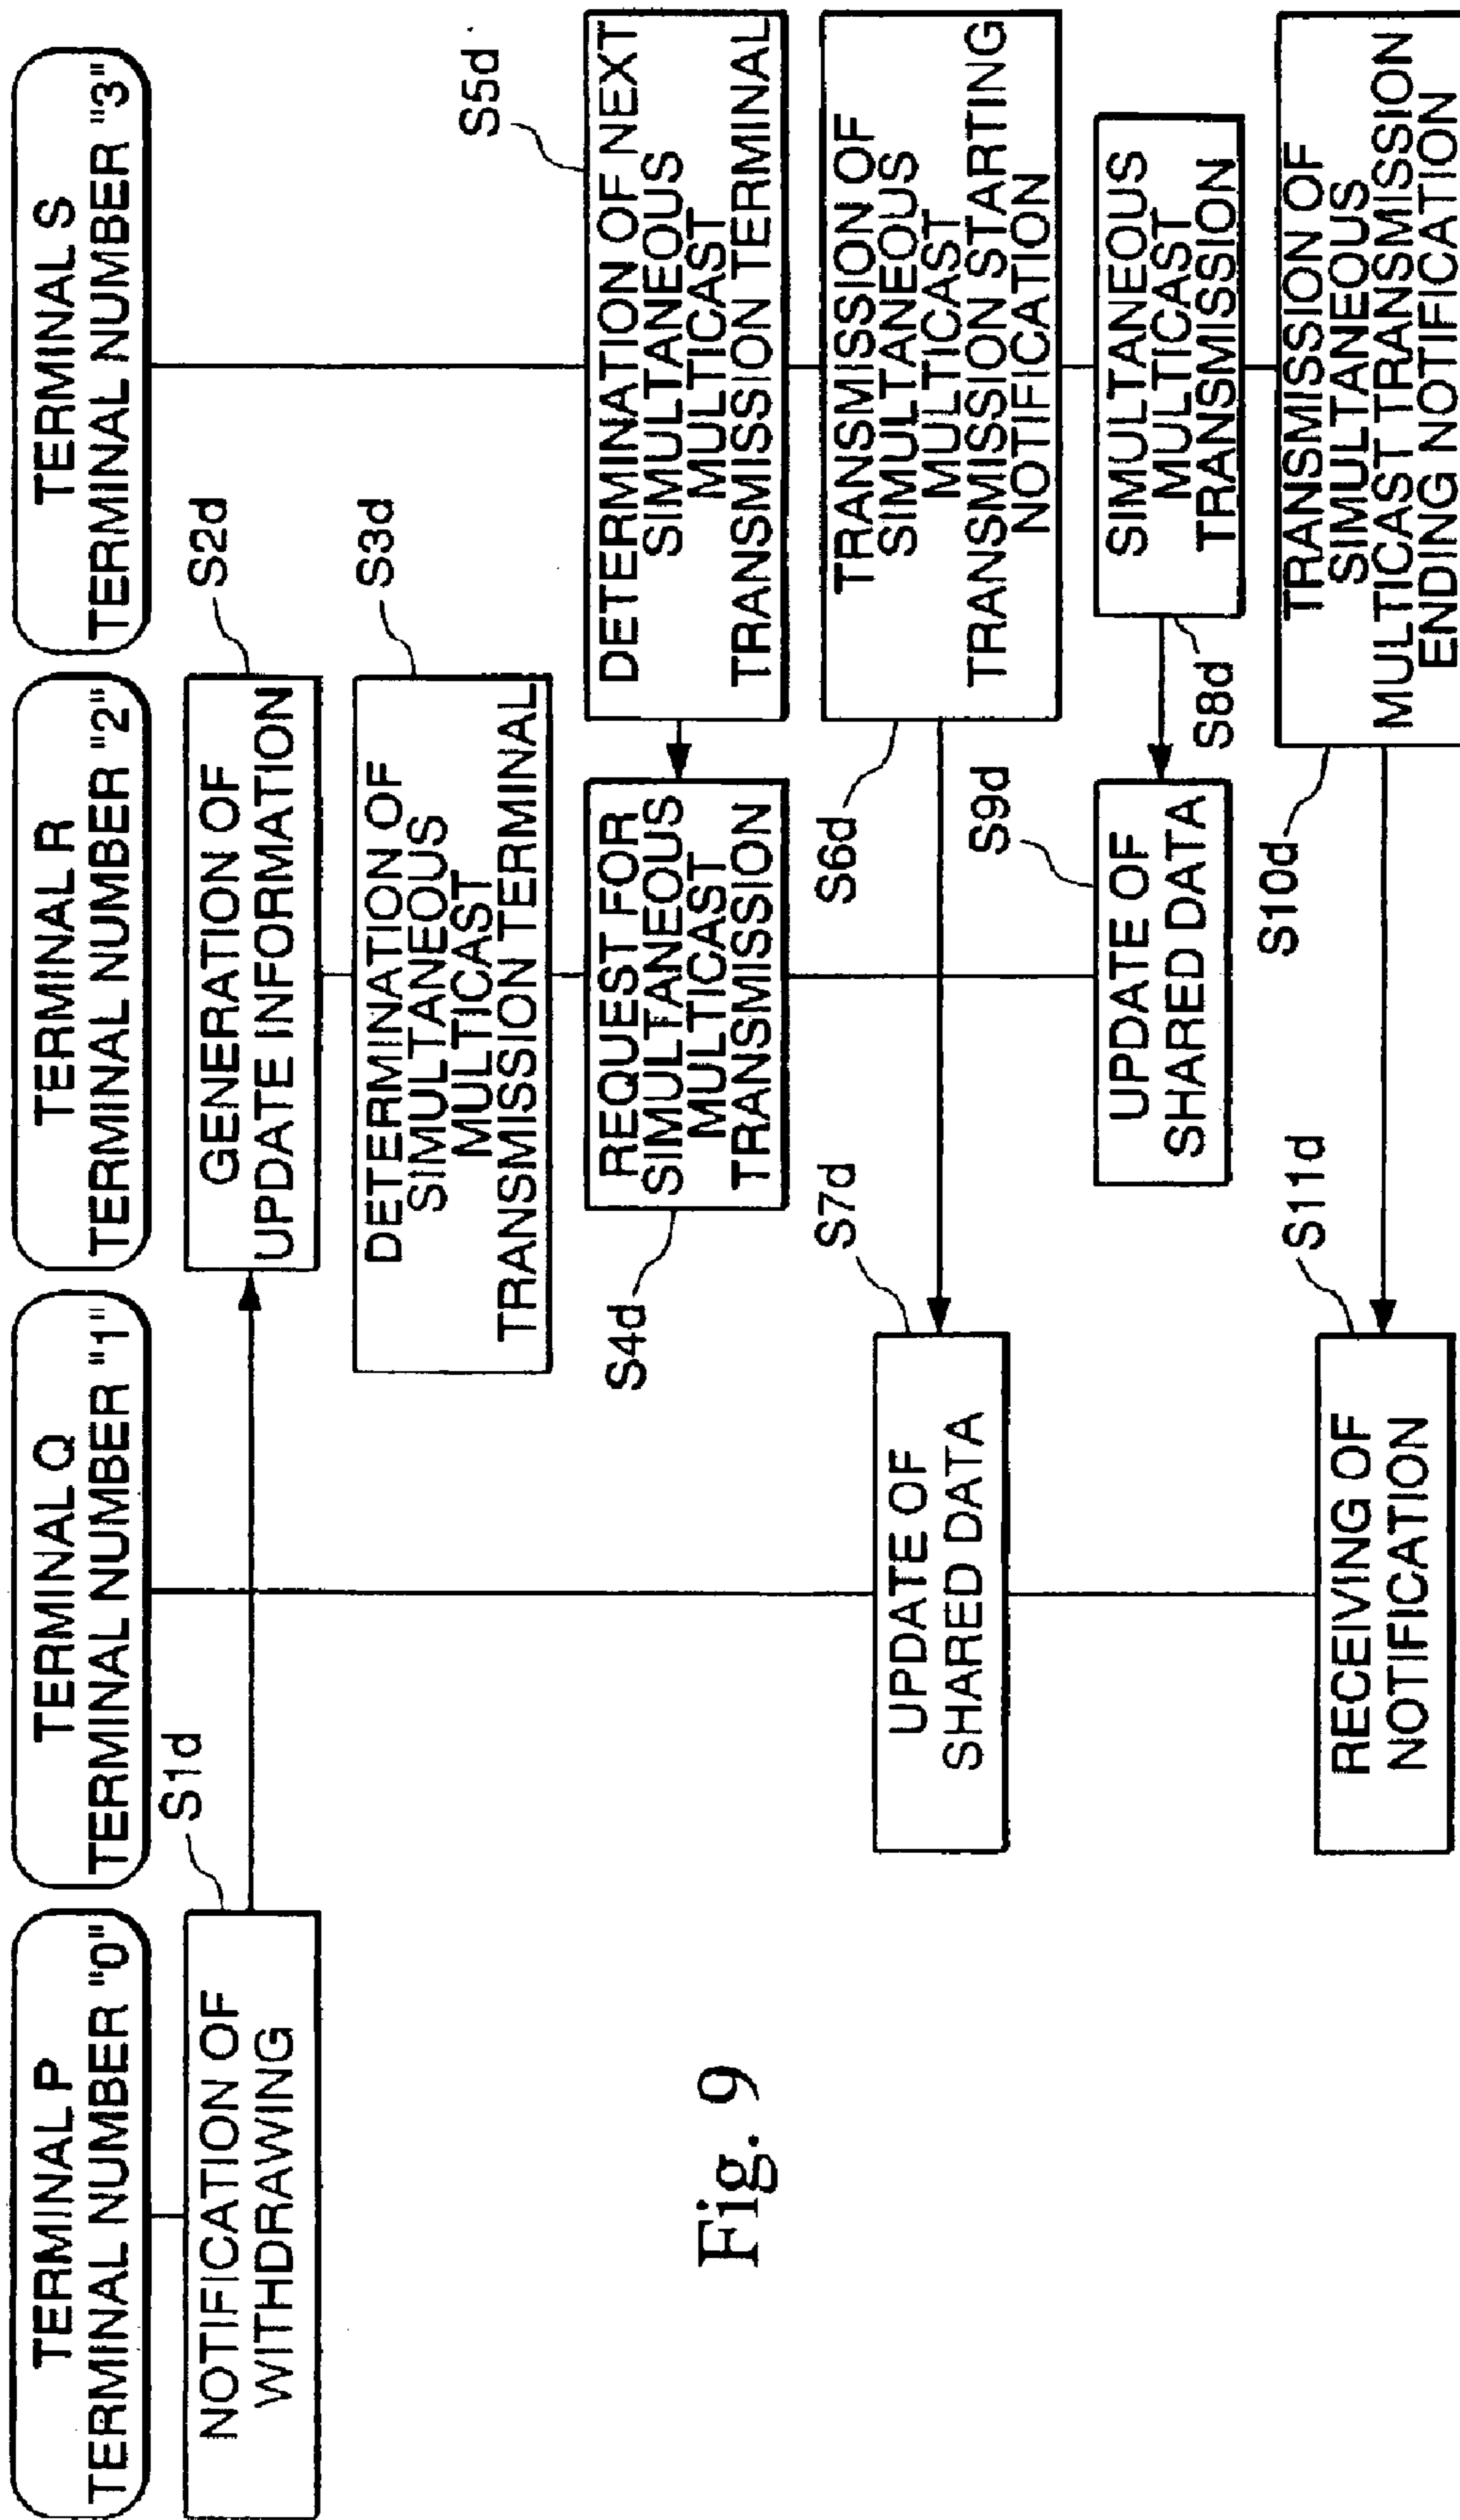 TERMINAL P
TERMINAL NUMBER "0"
TERMINAL Q
TERMINAL NUMBER "1"
TERMINAL R
TERMINAL NUMBER "2"
TERMINAL S
TERMINAL NUMBER "3"
S1d
NOTIFICATION OF
WITHDRAWING
S2d
GENERATION OF
UPDATE INFORMATION
S3d
DETERMINATION OF
SIMULTANEOUS
MULTICAST
TRANSMISSION TERMINAL
S4d
REQUEST FOR
SIMULTANEOUS
MULTICAST
TRANSMISSION
S5d
DETERMINATION OF NEXT
SIMULTANEOUS
MULTICAST
TRANSMISSION TERMINAL
S6d
TRANSMISSION OF
SIMULTANEOUS
MULTICAST
TRANSMISSION STARTING
NOTIFICATION
S7d
UPDATE OF
SHARED DATA
S8d
SIMULTANEOUS
MULTICAST
TRANSMISSION
S9d
UPDATE OF
SHARED DATA
S10d
TRANSMISSION OF
SIMULTANEOUS
MULTICAST TRANSMISSION
ENDING NOTIFICATION
S11d
RECEIVING OF
NOTIFICATION
Fig. 9